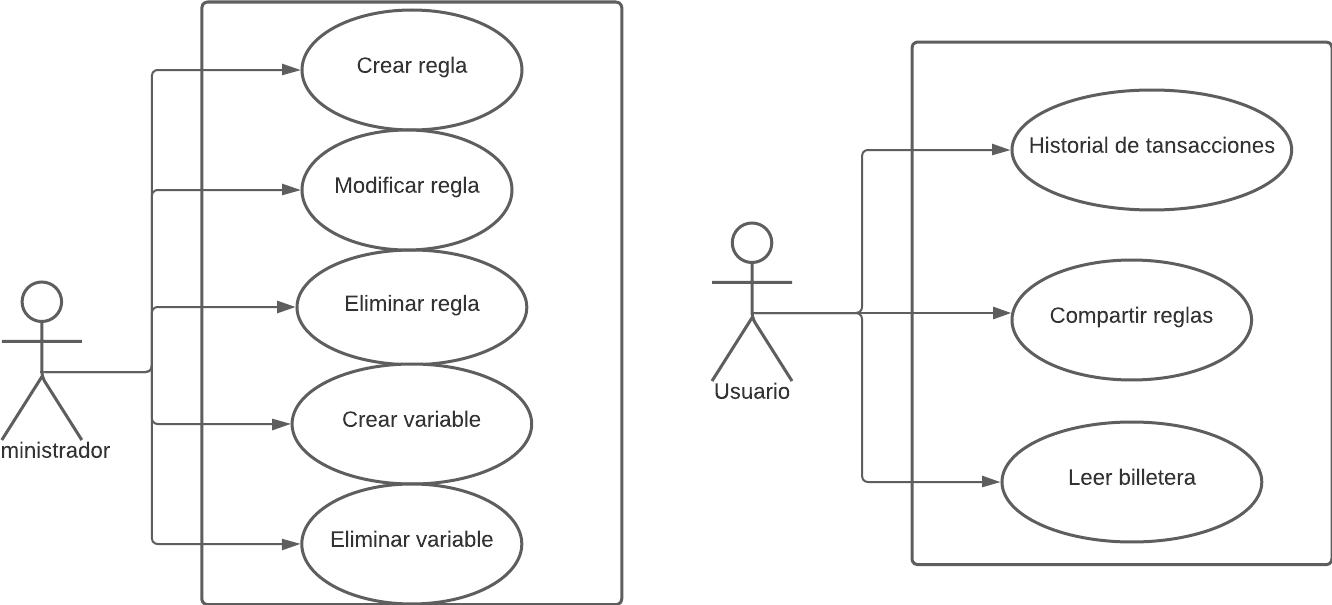 Crear regla
Modificar regla
Eliminar regla
Crear variable
Eliminar variable
ministrador
Historial de tansacciones
Compartir reglas
Leer billetera
Usuario